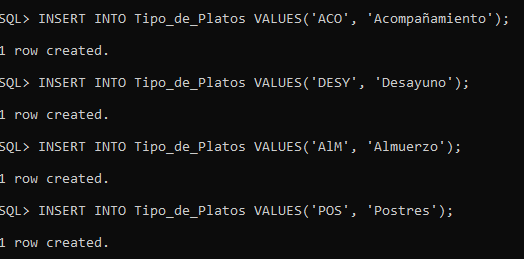 SQL> INSERT INTO Tipo_de_Platos VALUES('ACO', 'Acompañamiento');
1 row created.
SQL> INSERT INTO Tipo_de_Platos VALUES('DESY', 'Desayuno');
1 row created.
SQL> INSERT INTO Tipo_de_Platos VALUES('AlM', 'Almuerzo');
1 row created.
SQL> INSERT INTO Tipo_de_Platos VALUES('POS', 'Postres');
1 row created.